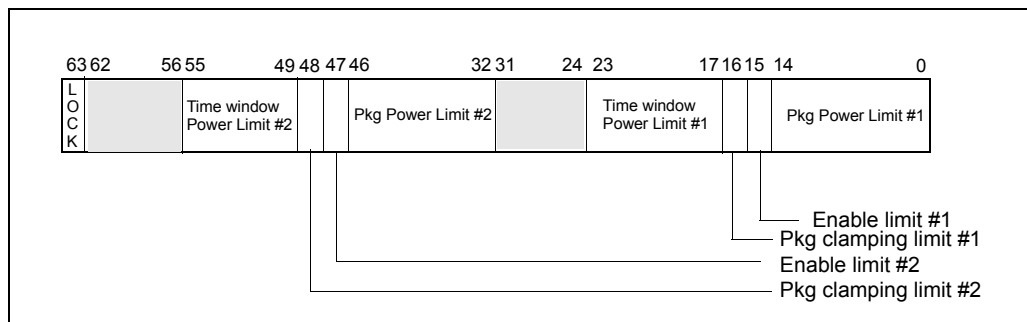 63 62 56 55 49 48 47 46 32 31 24 23 17 16 15 14 0
LOCK
Time window
Power Limit #2
Pkg Power Limit #2
Time window
Power Limit #1
Pkg Power Limit #1
Enable limit #1
Pkg clamping limit #1
Enable limit #2
Pkg clamping limit #2